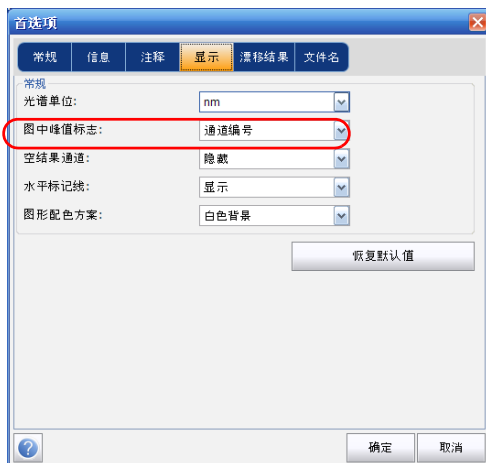 首选项
常规 信息 注释 显示 漂移结果 文件名
常规
光谱单位: nm
图中峰值标志: 通道编号
空结果通道: 隐藏
水平标记线: 显示
图形配色方案: 白色背景
恢复默认值
? 确定 取消